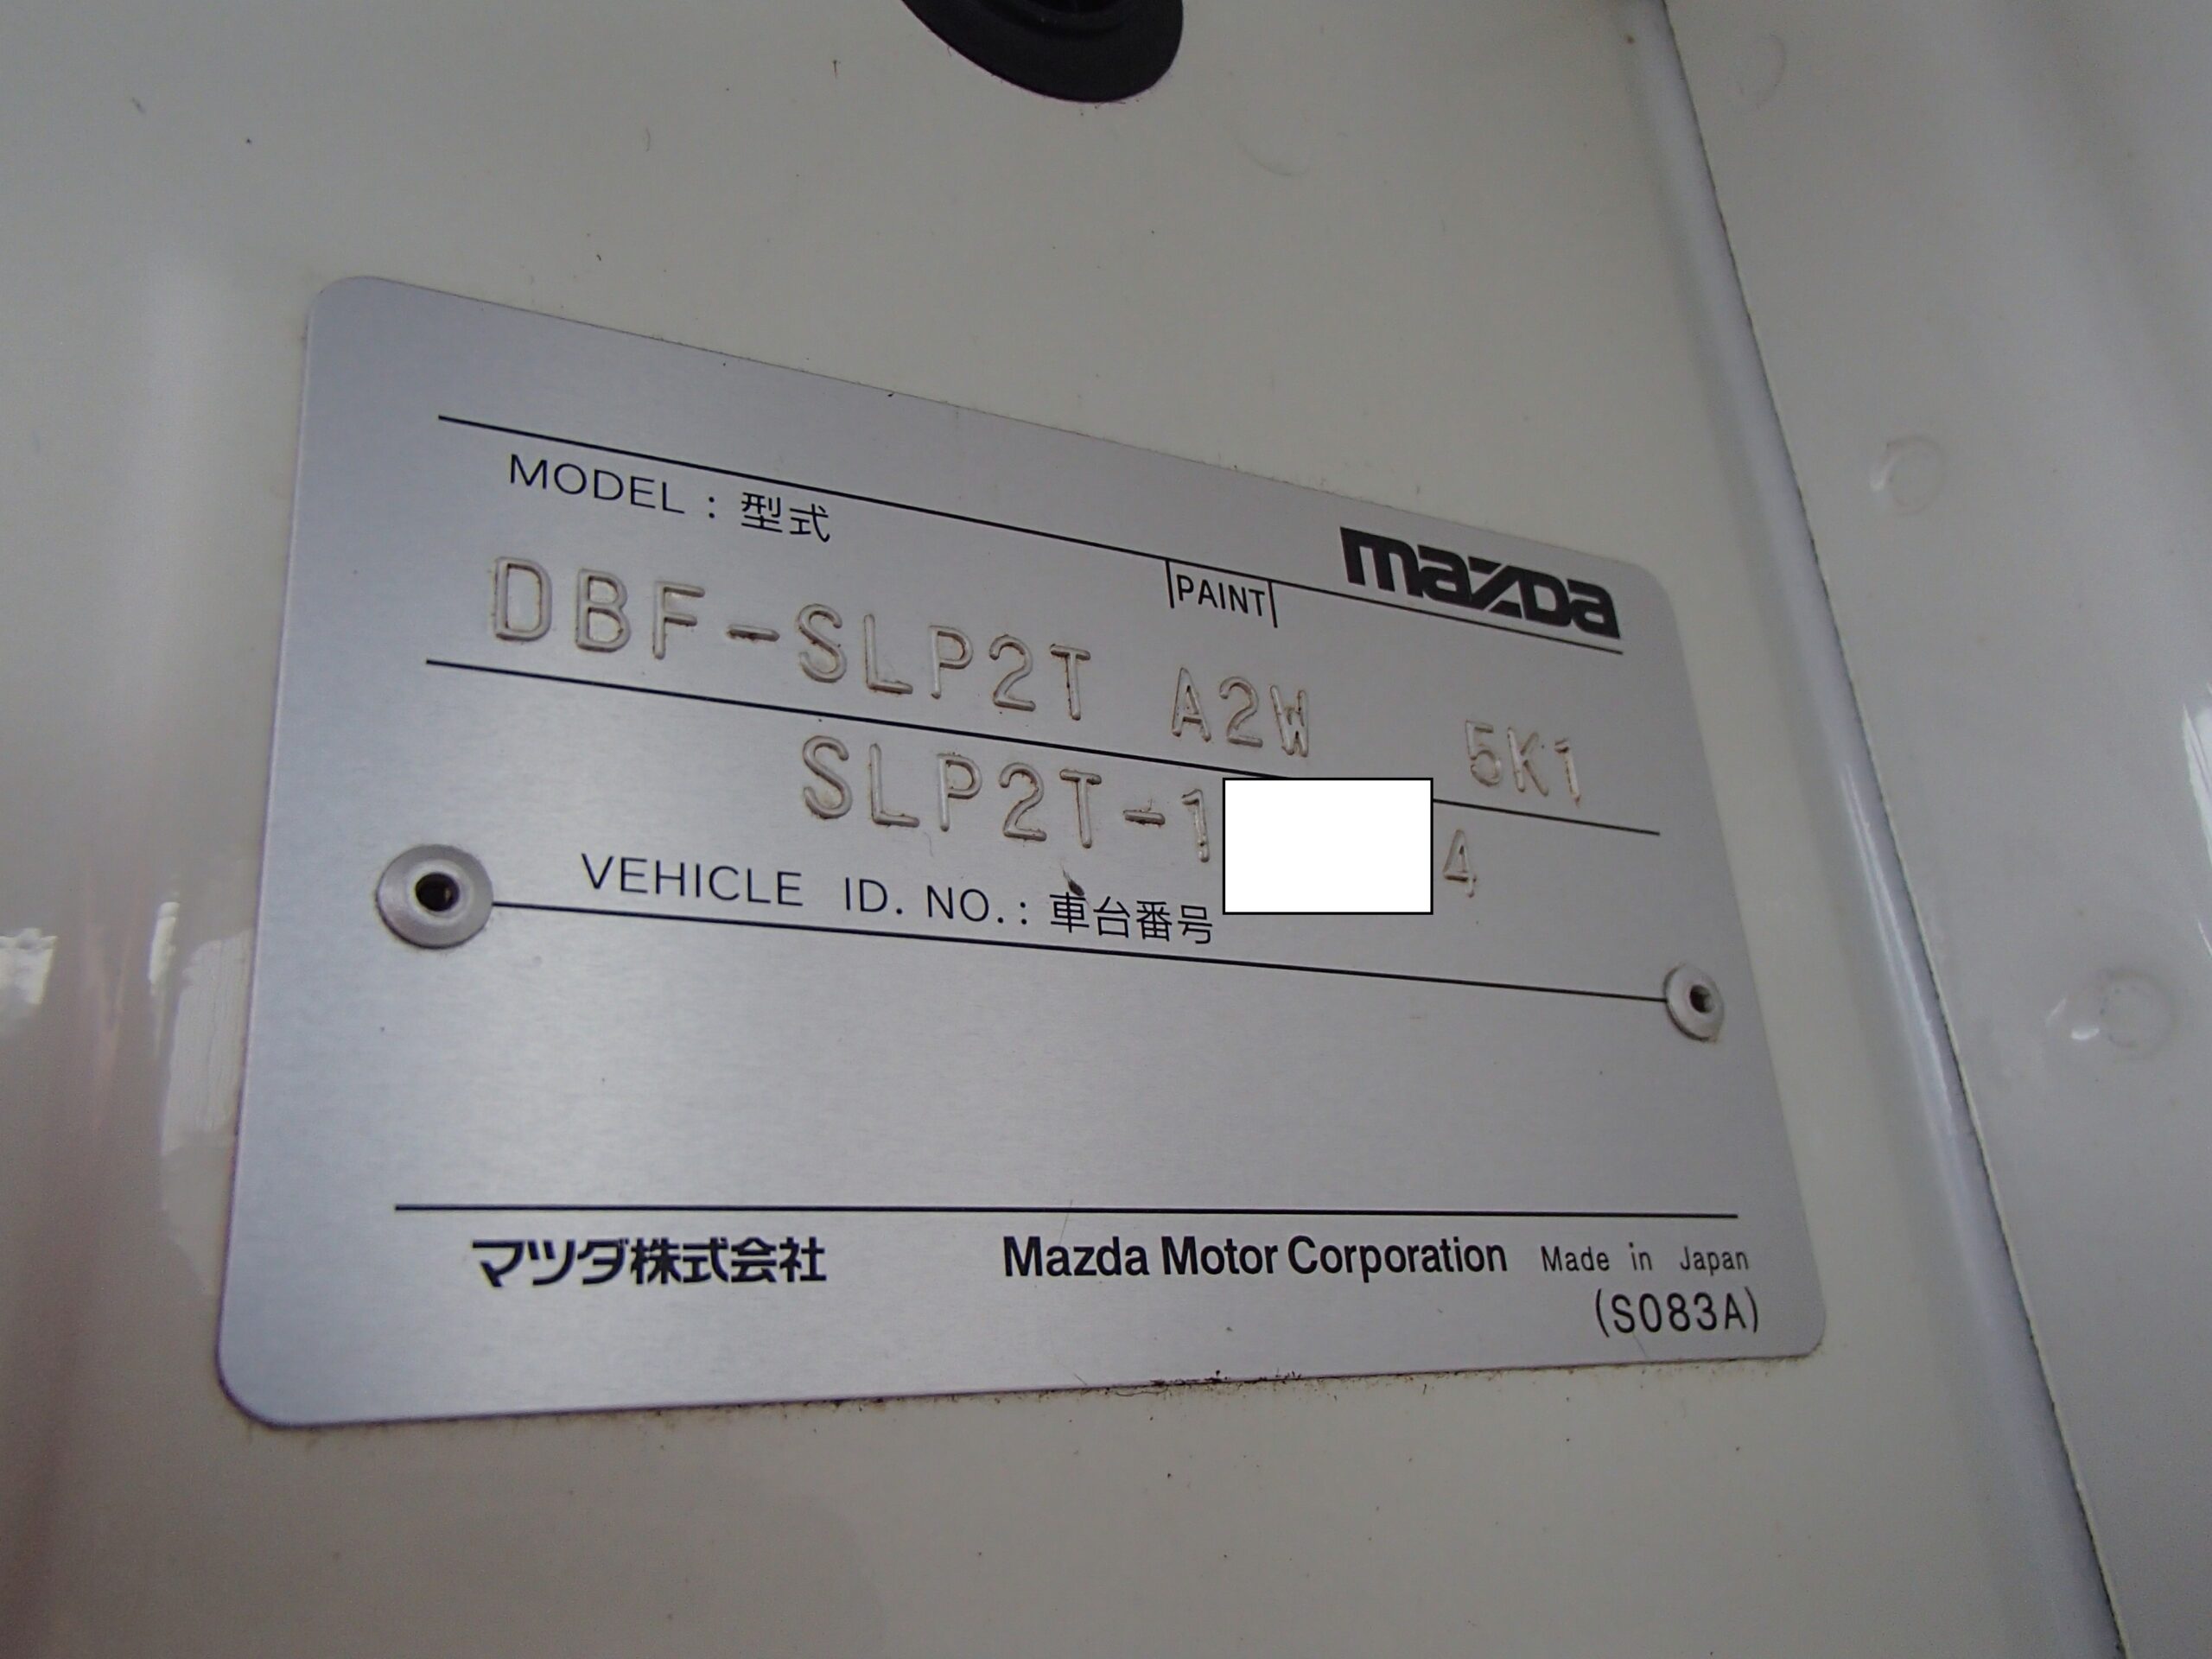 mazda
MODEL : 型式
PAINT
DBF-SLP2T A2W 5K1
SLP2T-1 4
VEHICLE ID. NO. : 車台番号
マツダ株式会社 Mazda Motor Corporation Made in Japan
(S083A)